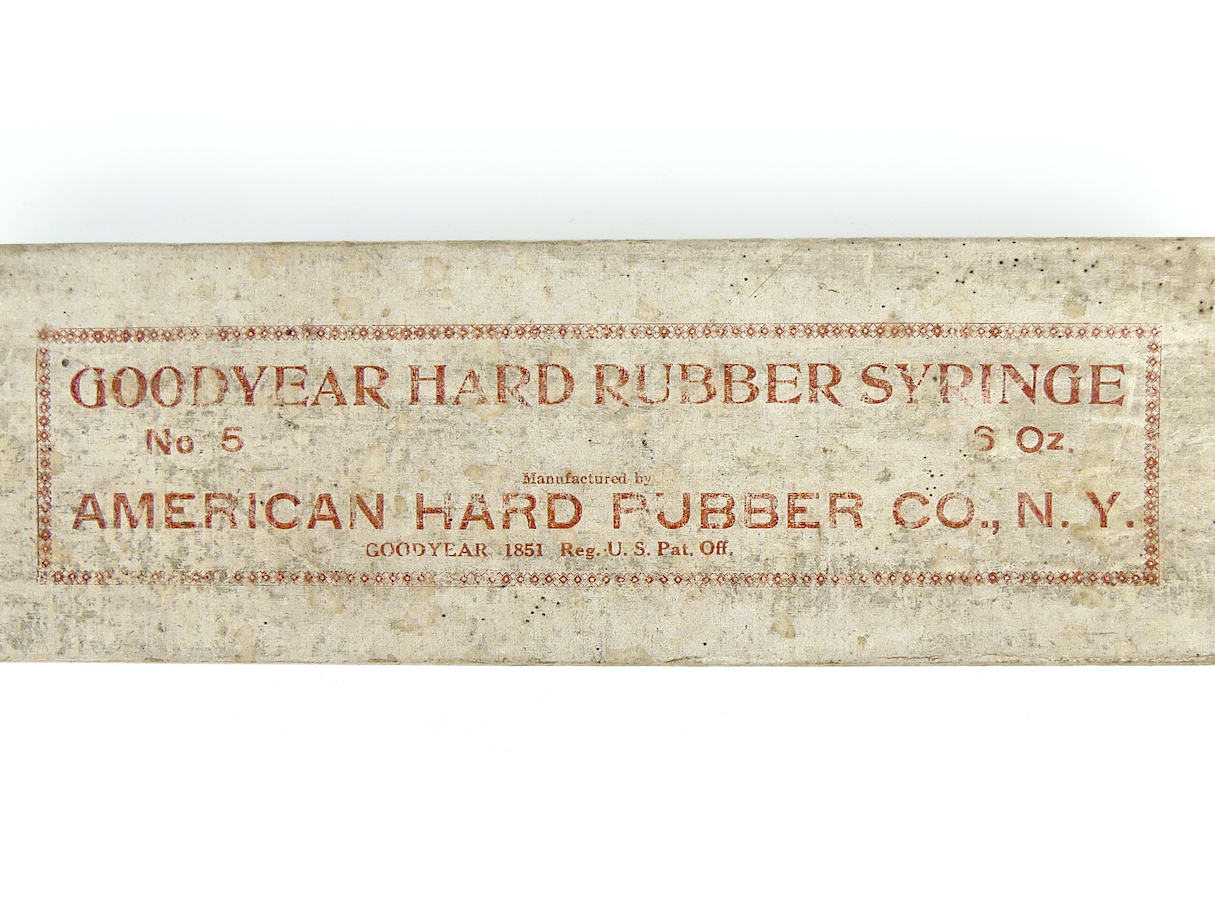 GOODYEAR HARD RUBBER SYRINGE
No. 5 6 Oz.
Manufactured by
AMERICAN HARD RUBBER CO., N. Y.
GOODYEAR 1851 Reg. U. S. Pat. Off.